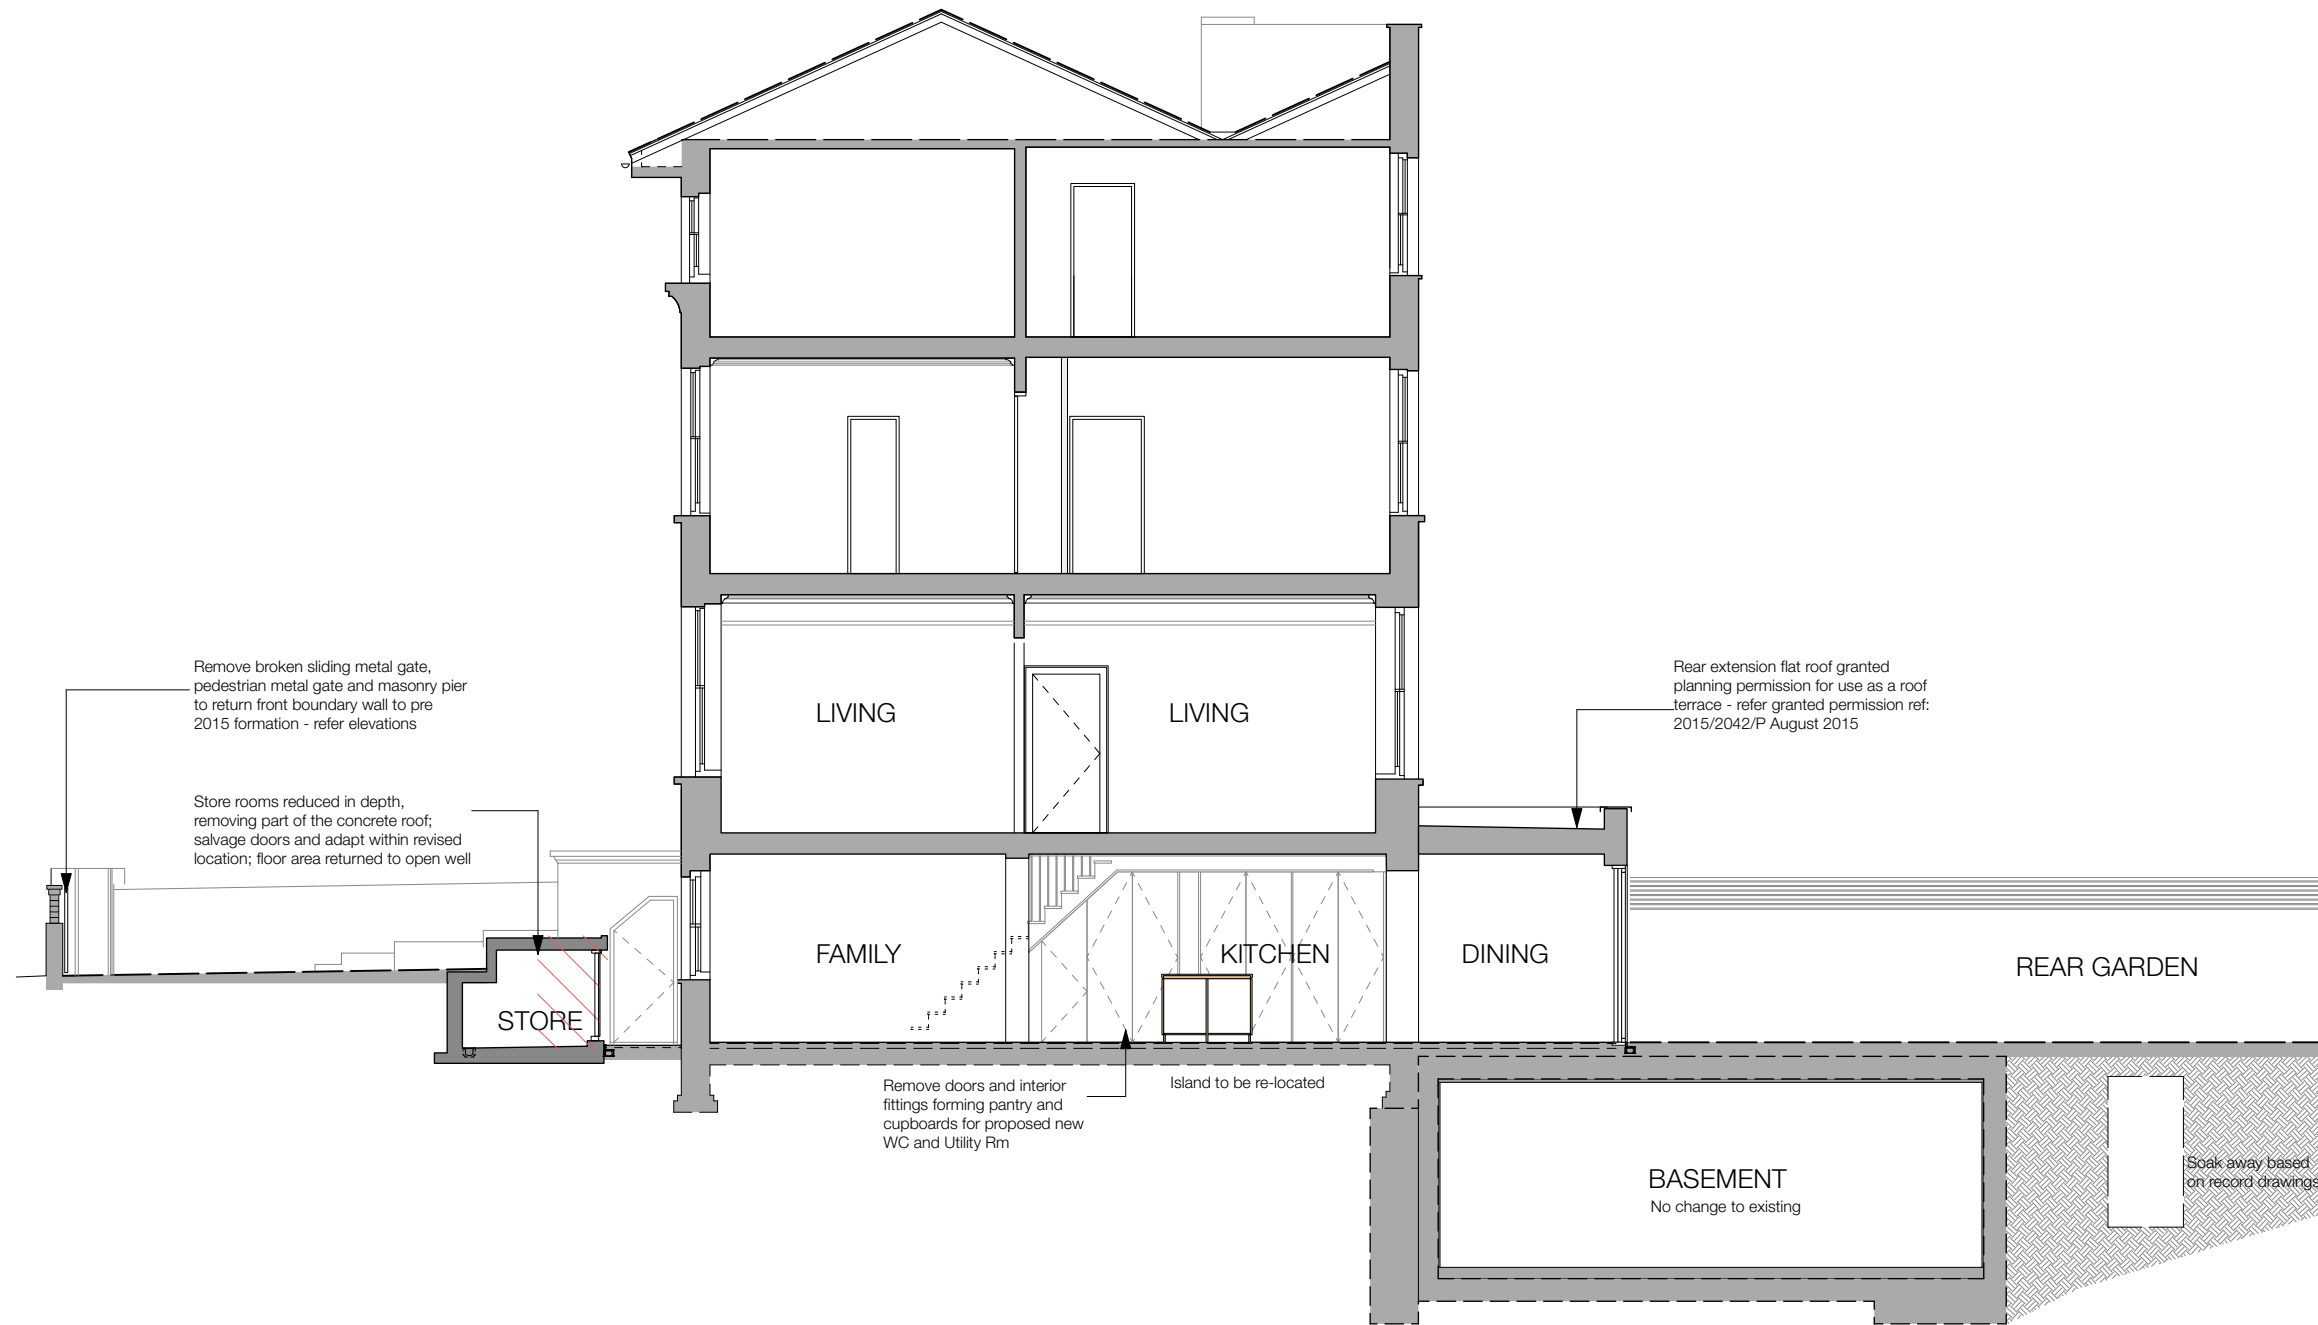 Remove broken sliding metal gate,
pedestrian metal gate and masonry pier
to return front boundary wall to pre
2015 formation - refer elevations
Rear extension flat roof granted
planning permission for use as a roof
terrace - refer granted permission ref:
2015/2042/P August 2015
LIVING
LIVING
Store rooms reduced in depth,
removing part of the concrete roof;
salvage doors and adapt within revised
location; floor area returned to open well
FAMILY
KITCHEN
DINING
REAR GARDEN
STORE
Remove doors and interior
fittings forming pantry and
cupboards for proposed new
WC and Utility Rm
Island to be re-located
BASEMENT
No change to existing
Soak away based
on record drawings